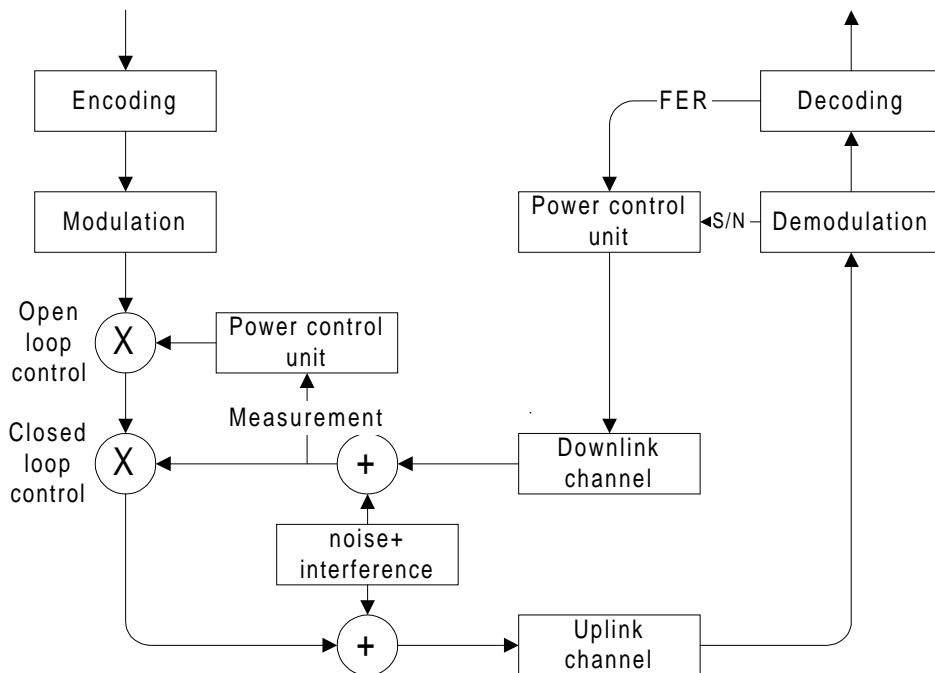 Encoding
FER
Decoding
Modulation
Power control
unit
S/N
Demodulation
Open
loop
control
X
Power control
unit
Measurement
Closed
loop
control
X
+
Downlink
channel
noise+
interference
+
Uplink
channel